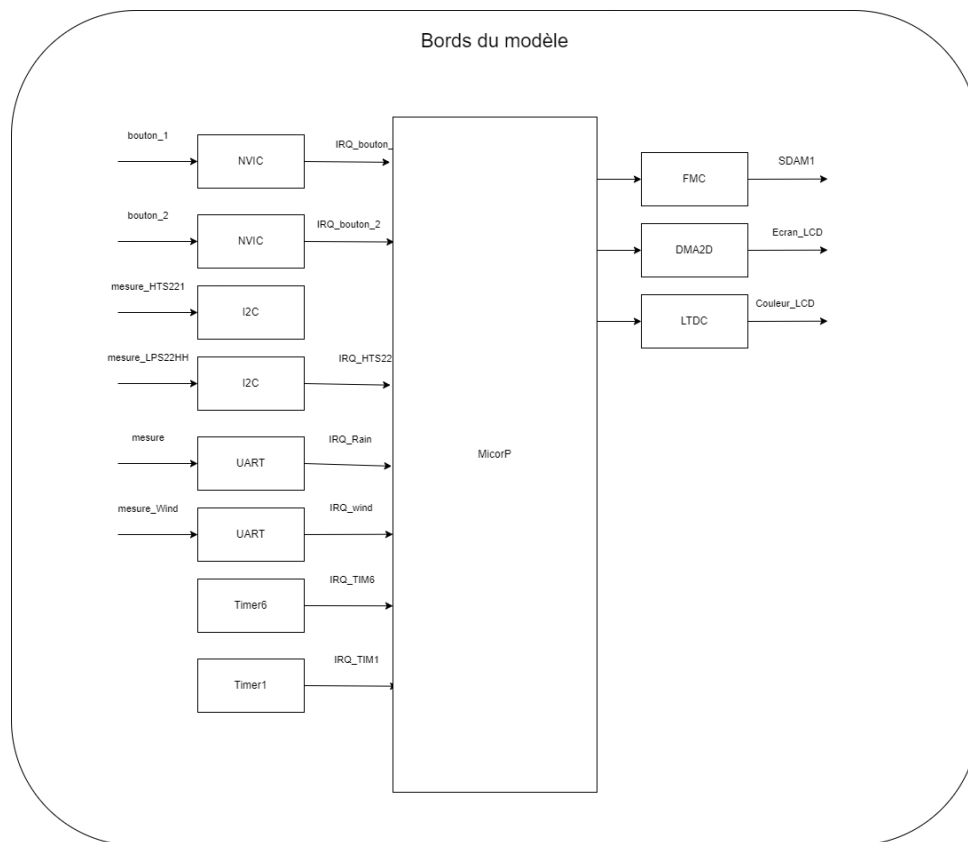 Bords du modèle
bouton_1
NVIC
IRQ_bouton_
bouton_2
NVIC
IRQ_bouton_2
mesure_HTS221
I2C
mesure_LPS22HH
I2C
IRQ_HTS22
mesure
UART
IRQ_Rain
mesure_Wind
UART
IRQ_wind
Timer6
IRQ_TIM6
Timer1
IRQ_TIM1
MicorP
FMC
SDAM1
DMA2D
Ecran_LCD
LTDC
Couleur_LCD